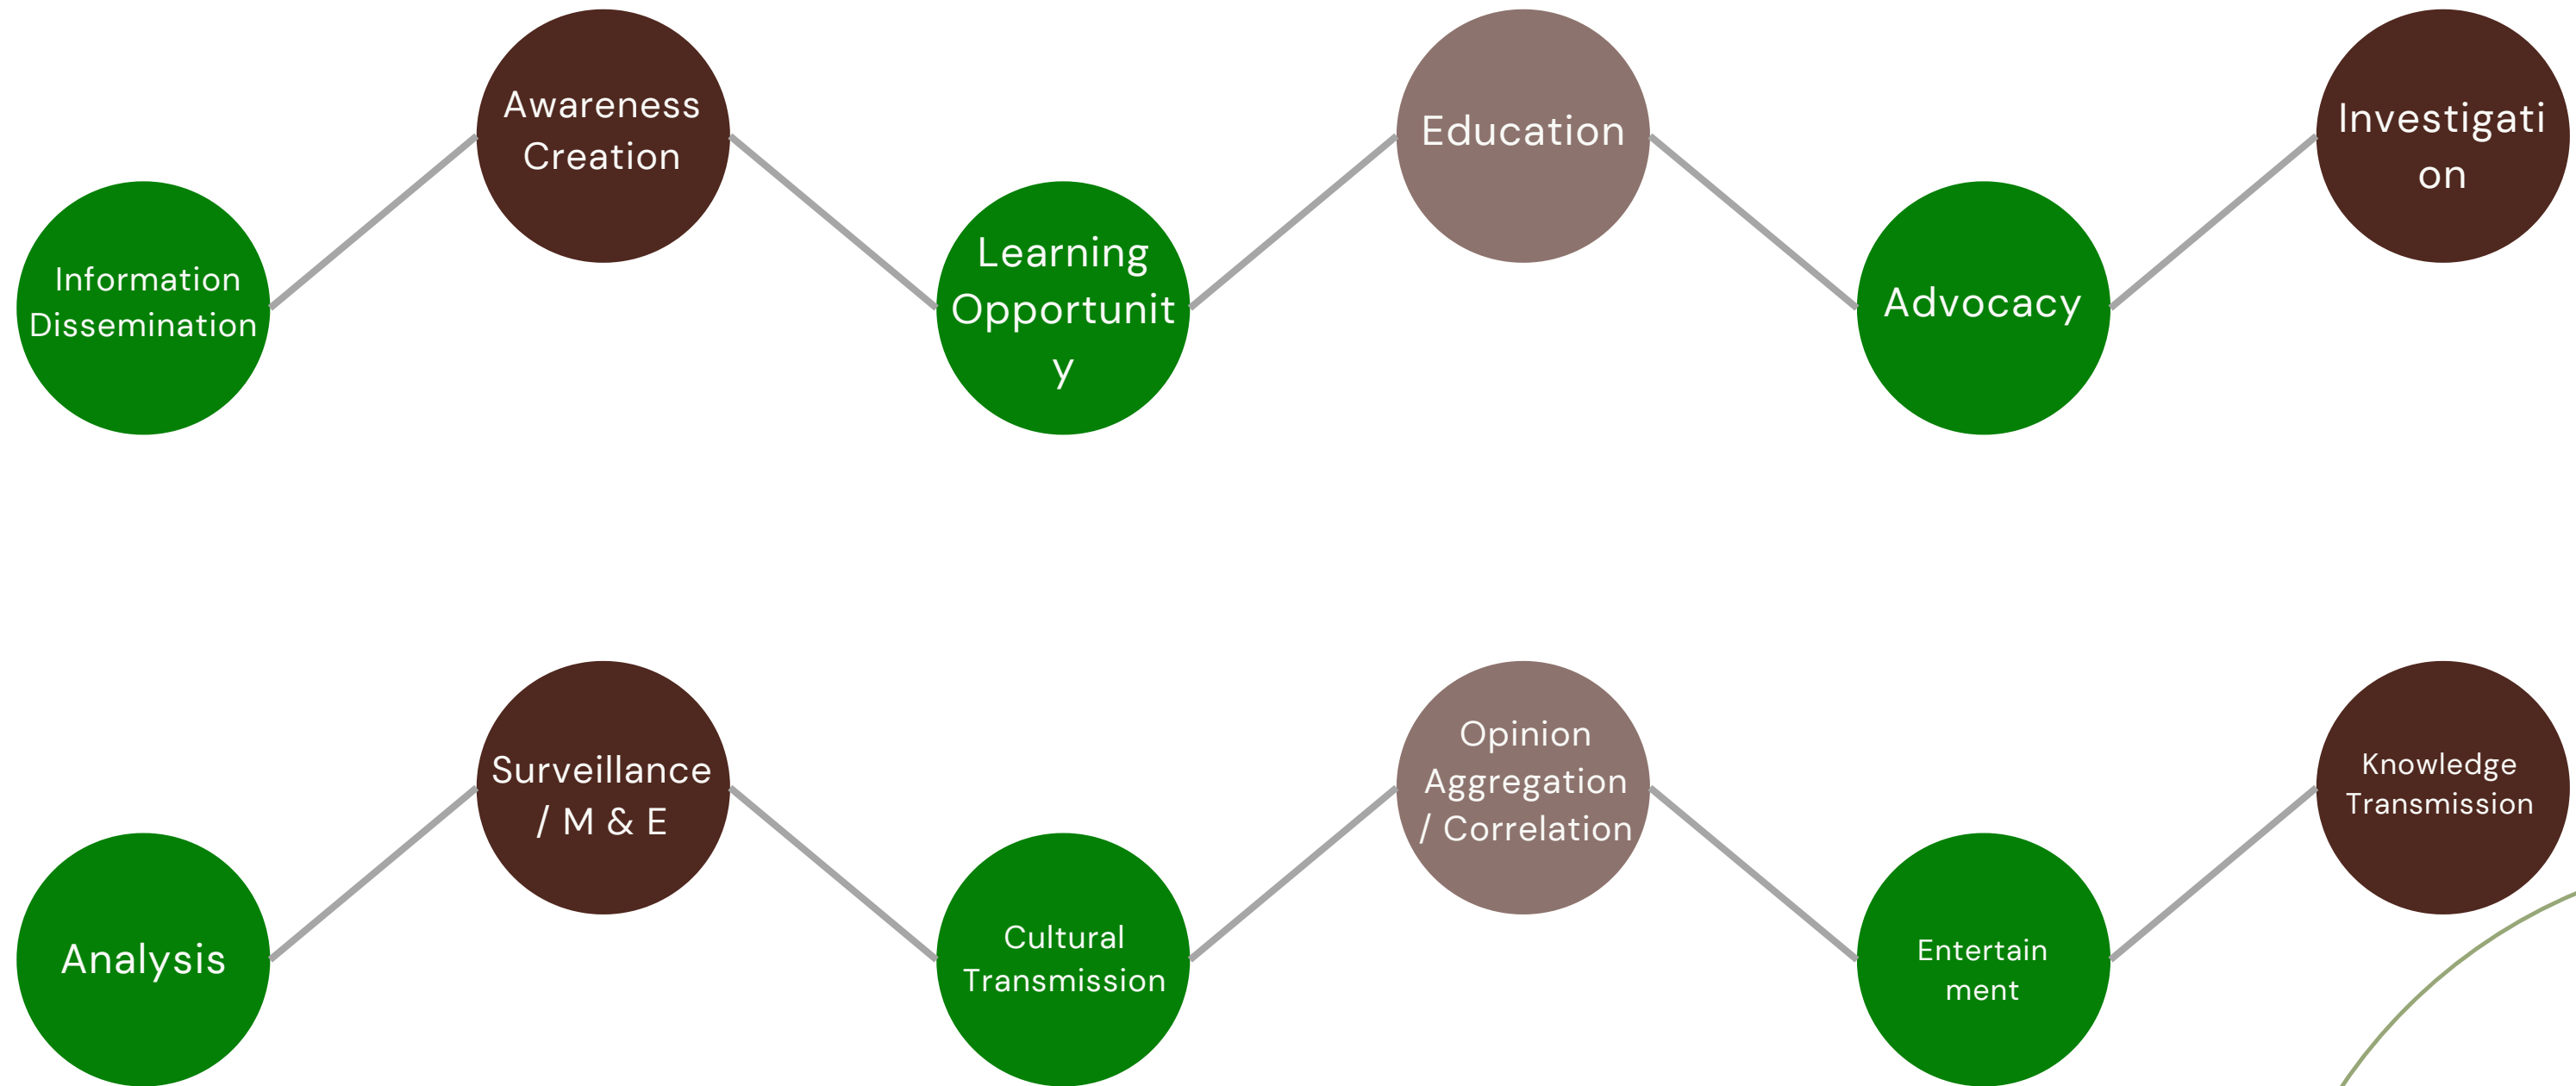 Information
Dissemination
Awareness
Creation
Learning
Opportunit
y
Education
Advocacy
Investigati
on
Analysis
Surveillance
/ M & E
Cultural
Transmission
Opinion
Aggregation
/ Correlation
Entertain
ment
Knowledge
Transmission